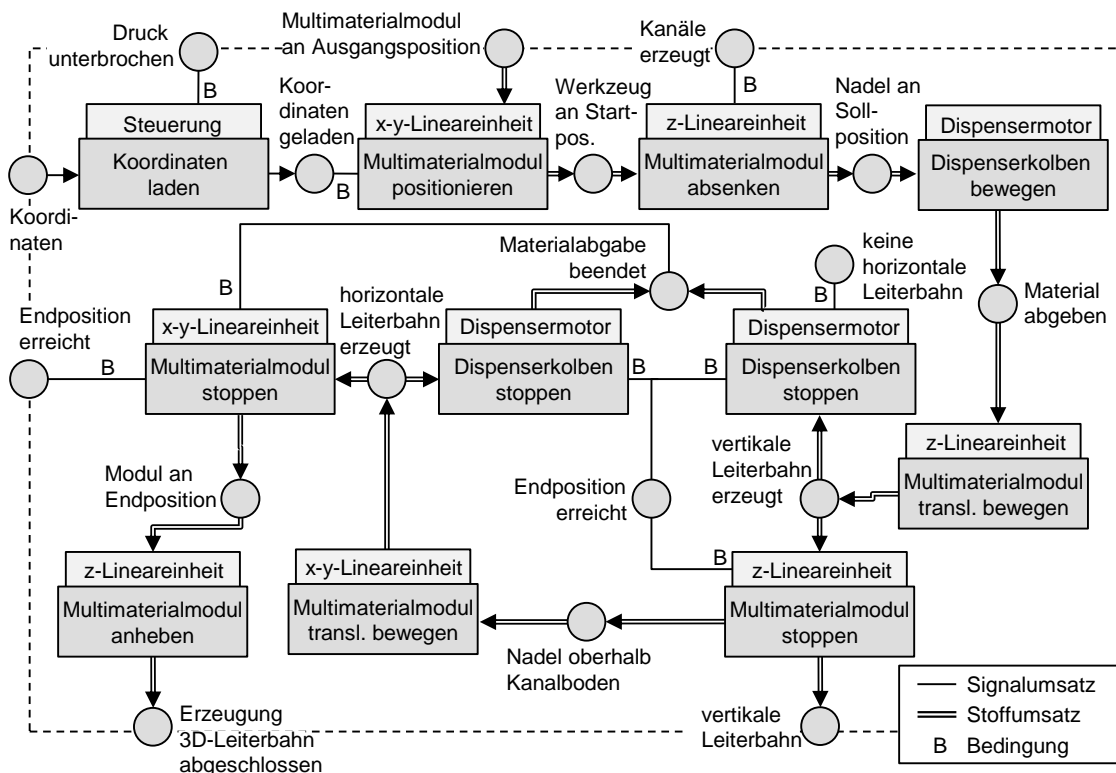 Druck
unterbrochen
Multimaterialmodul
an Ausgangsposition
Kanäle
erzeugt
B
B
Koor-
dinaten
geladen
Werkzeug
an Start-
pos.
Nadel an
Soll-
position
Steuerung
x-y-Lineareinheit
z-Lineareinheit
Dispensermotor
Koordinaten
laden
B
Multimaterialmodul
positionieren
Multimaterialmodul
absenken
Dispenserkolben
bewegen
Koordi-
naten
Materialabgabe
beendet
keine
horizontale
Leiterbahn
B
B
Material
abgeben
Endposition
erreicht
B
x-y-Lineareinheit
horizontale
Leiterbahn
erzeugt
Dispensermotor
Dispensermotor
Multimaterialmodul
stoppen
Dispenserkolben
stoppen
B
B
Dispenserkolben
stoppen
z-Lineareinheit
Multimaterialmodul
transl. bewegen
Modul an
Endposition
Endposition
erreicht
vertikale
Leiterbahn
erzeugt
B
z-Lineareinheit
x-y-Lineareinheit
z-Lineareinheit
Multimaterialmodul
anheben
Multimaterialmodul
transl. bewegen
Multimaterialmodul
stoppen
Nadel oberhalb
Kanalboden
Erzeugung
3D-Leiterbahn
abgeschlossen
vertikale
Leiterbahn
Signalumsatz
Stoffumsatz
B Bedingung